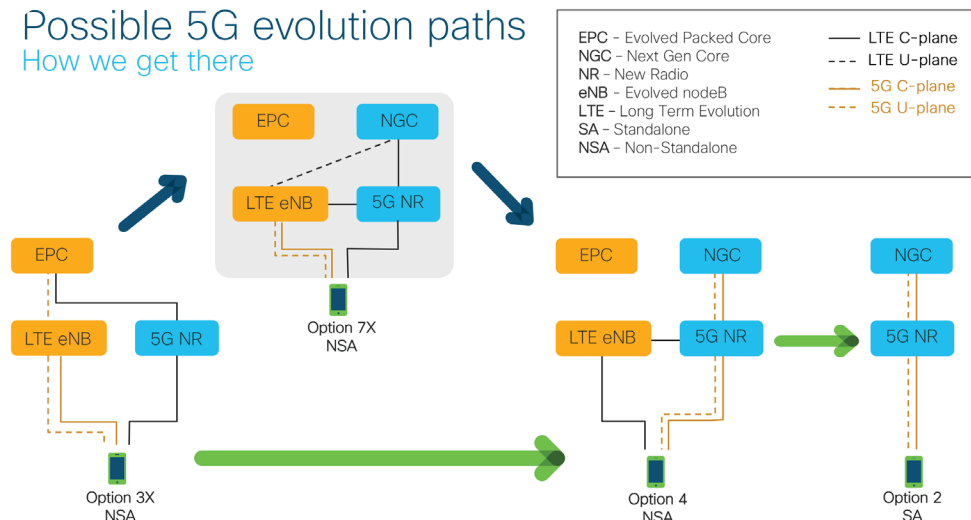 Possible 5G evolution paths
How we get there
EPC – Evolved Packed Core
NGC – Next Gen Core
NR – New Radio
eNB – Evolved nodeB
LTE – Long Term Evolution
SA – Standalone
NSA – Non-Standalone
LTE C-plane
LTE U-plane
5G C-plane
5G U-plane
EPC
NGC
LTE eNB
5G NR
Option 7X
NSA
EPC
LTE eNB
5G NR
Option 3X
NSA
EPC
NGC
LTE eNB
5G NR
Option 4
NSA
NGC
5G NR
Option 2
SA